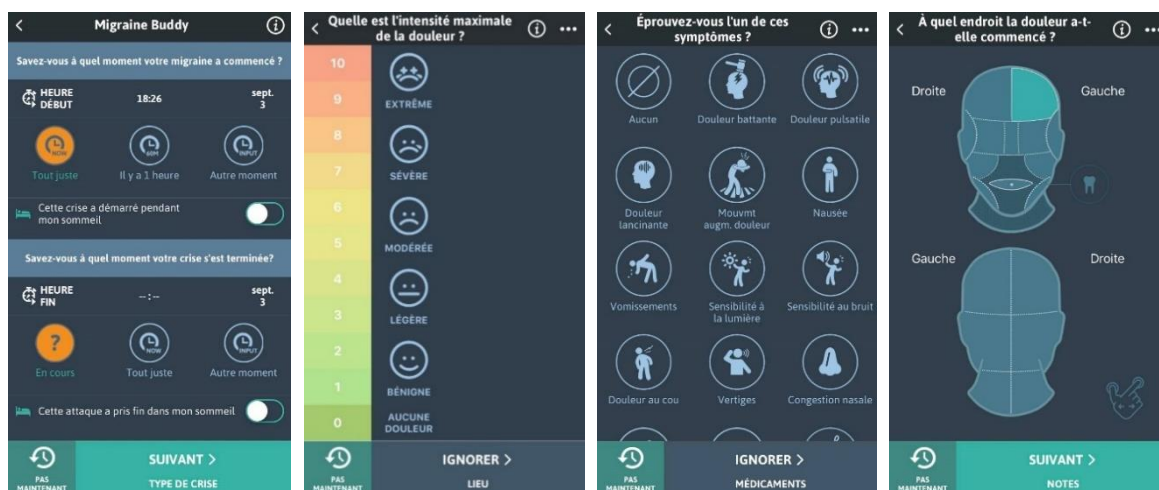 Migraine Buddy
Savez-vous à quel moment votre migraine a commencé ?
HEURE
DÉBUT
18:26
sept.
3
NOW
60M
INPUT
Tout juste
Il y a 1 heure
Autre moment
Cette crise a démarré pendant
mon sommeil
Savez-vous à quel moment votre crise s'est terminée?
HEURE
FIN
--:--
sept.
3
?
NOW
INPUT
En cours
Tout juste
Autre moment
Cette attaque a pris fin dans mon sommeil
PAS
MAINTENANT
SUIVANT >
TYPE DE CRISE
Quelle est l'intensité maximale
de la douleur ?
10
9
EXTRÊME
8
7
SÉVÈRE
6
5
MODÉRÉE
4
3
LÉGÈRE
2
1
BÉNIGNE
0
AUCUNE
DOULEUR
PAS
MAINTENANT
IGNORER >
LIEU
Éprouvez-vous l'un de ces
symptômes ?
Aucun
Douleur battante
Douleur pulsatile
Douleur
lancinante
Mouvmt
augm. douleur
Nausée
Vomissements
Sensibilité à
la lumière
Sensibilité au bruit
Douleur au cou
Vertiges
Congestion nasale
PAS
MAINTENANT
IGNORER >
MÉDICAMENTS
À quel endroit la douleur a-t-
elle commencé ?
Droite
Gauche
Gauche
Droite
PAS
MAINTENANT
SUIVANT >
NOTES